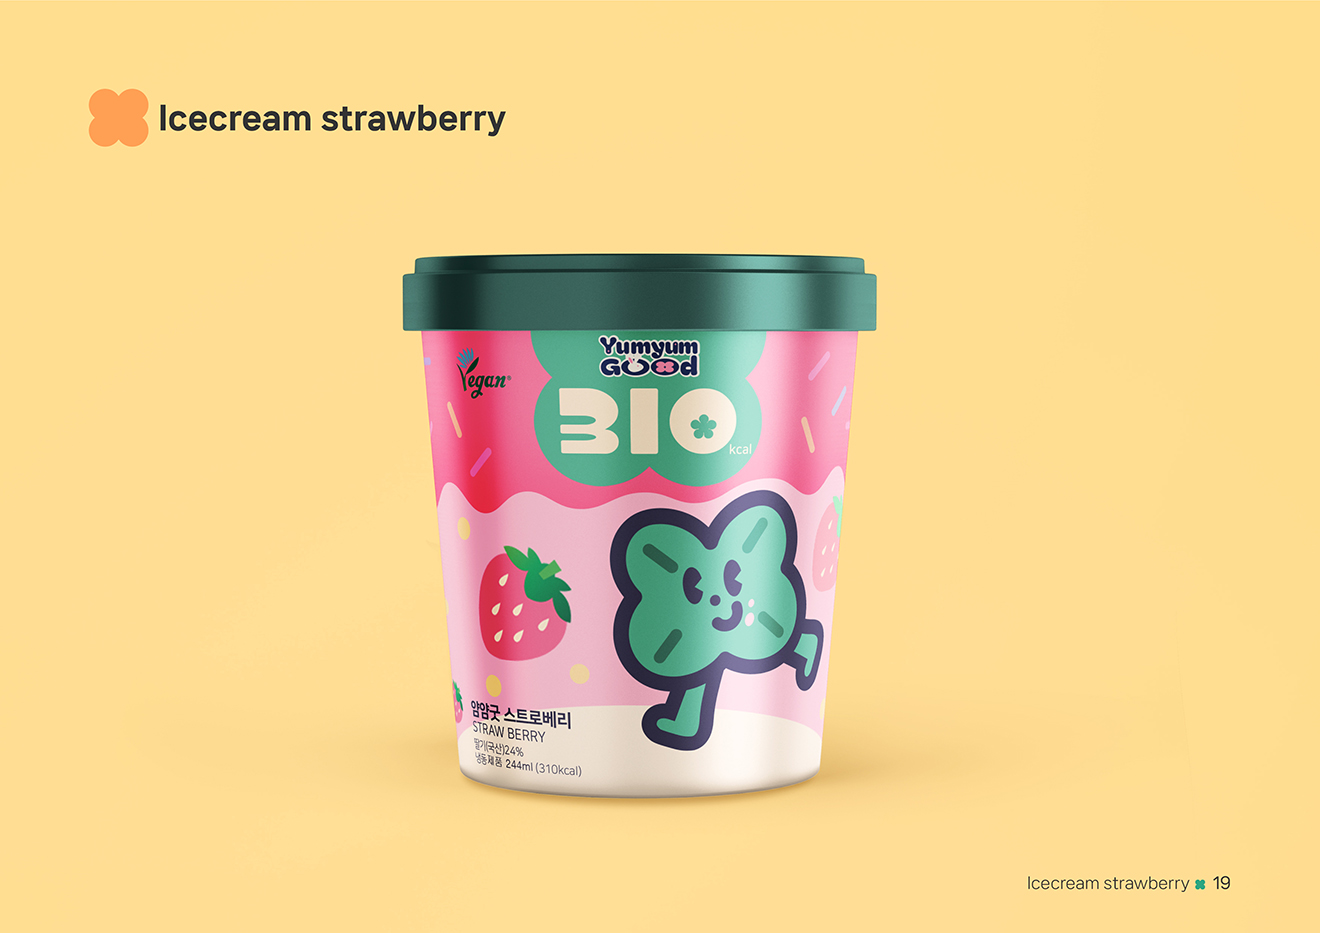 Icecream strawberry
Yumyum
GOOD
Vegan®
310
kcal
얌얌굿 스트로베리
STRAW BERRY
딸기(국산)24%
냉동제품 244ml (310kcal)
Icecream strawberry 19